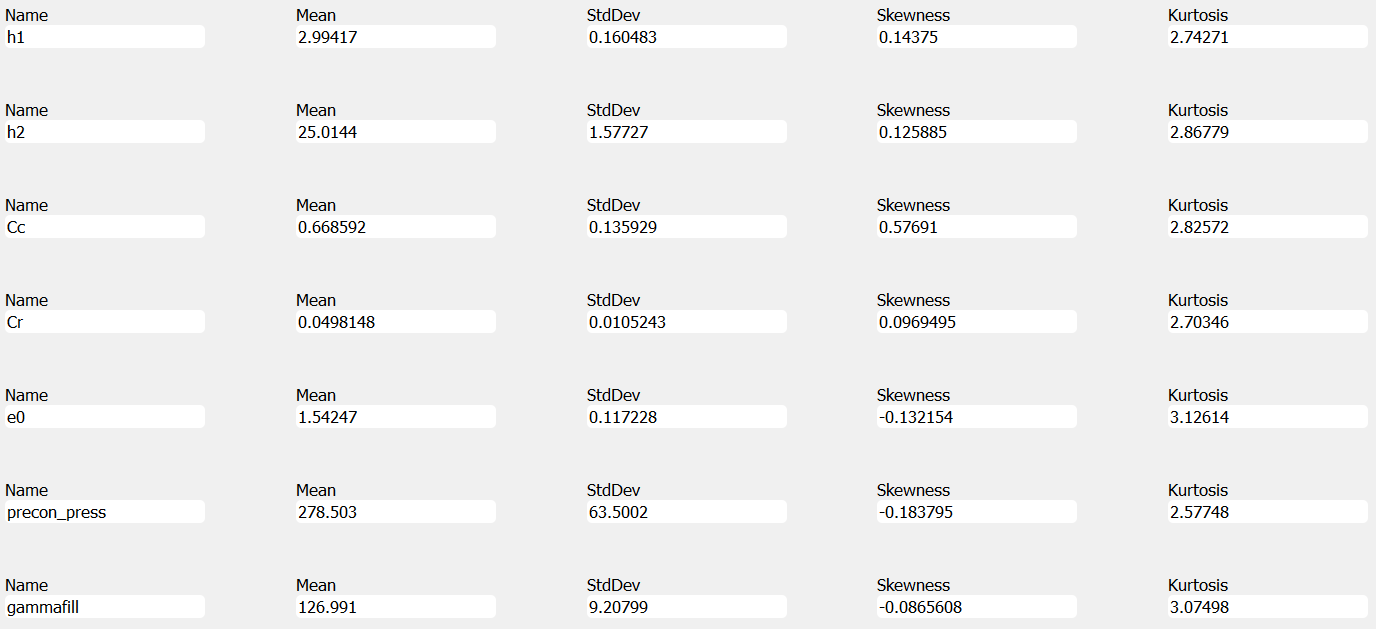 Name Mean StdDev Skewness Kurtosis
h1 2.99417 0.160483 0.14375 2.74271
Name Mean StdDev Skewness Kurtosis
h2 25.0144 1.57727 0.125885 2.86779
Name Mean StdDev Skewness Kurtosis
Cc 0.668592 0.135929 0.57691 2.82572
Name Mean StdDev Skewness Kurtosis
Cr 0.0498148 0.0105243 0.0969495 2.70346
Name Mean StdDev Skewness Kurtosis
e0 1.54247 0.117228 -0.132154 3.12614
Name Mean StdDev Skewness Kurtosis
precon_press 278.503 63.5002 -0.183795 2.57748
Name Mean StdDev Skewness Kurtosis
gammafill 126.991 9.20799 -0.0865608 3.07498